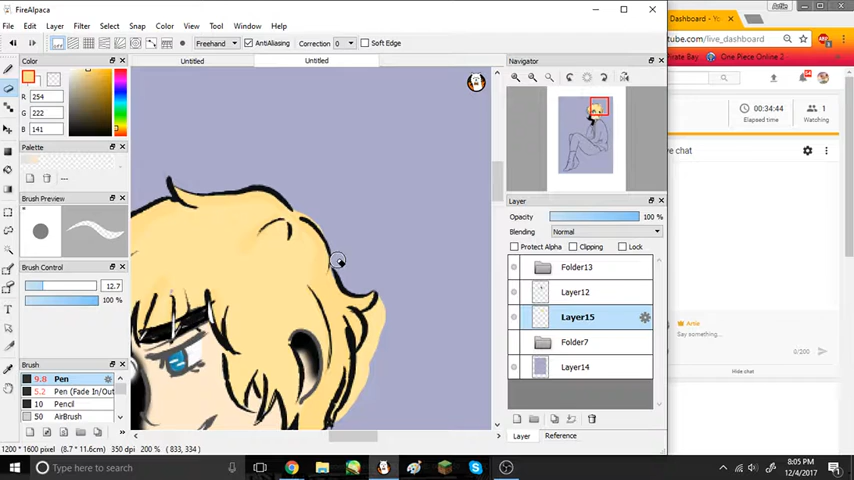 FireAlpaca
Artie
File Edit Layer Filter Select Snap Color View Tool Window Help
Freehand AntiAliasing Correction 0 Soft Edge
Dashboard - Yo
tube.com/live_dashboard
Pirate Bay One Piece Online 2
Color
R 254
G 222
B 141
Palette
---
Brush Preview
Brush Control
12.7
100 %
Brush
9.8 Pen
5.2 Pen (Fade In/Out
10 Pencil
50 AirBrush
Untitled Untitled
Navigator
Layer
Opacity 100 %
Blending Normal
Protect Alpha Clipping Lock
Folder13
Layer12
Layer15
Folder7
Layer14
Layer Reference
00:34:44 1
Elapsed time Watching
e chat
Artie
Say something...
0/200
Hide chat
1200 * 1600 pixel (8.7 * 11.6cm) 350 dpi 200 % ( 833, 334 )
Type here to search
8:05 PM
12/4/2017